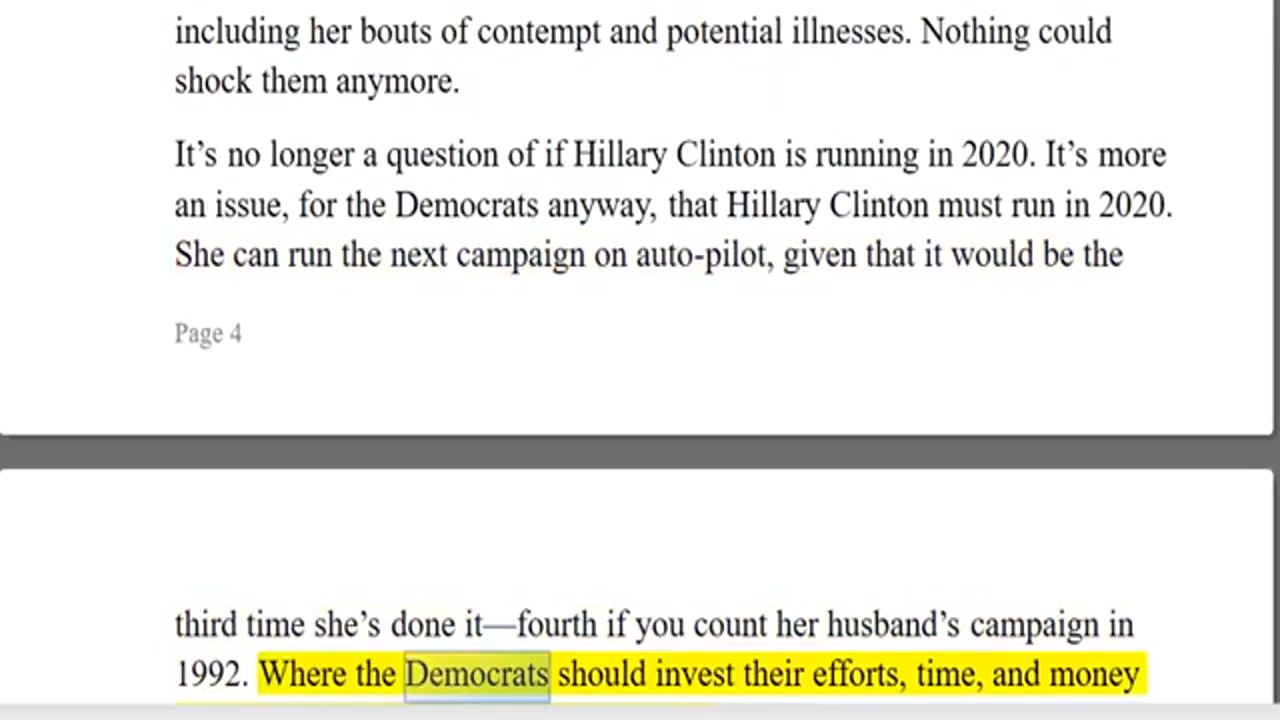 including her bouts of contempt and potential illnesses. Nothing could
shock them anymore.
It’s no longer a question of if Hillary Clinton is running in 2020. It’s more
an issue, for the Democrats anyway, that Hillary Clinton must run in 2020.
She can run the next campaign on auto-pilot, given that it would be the
Page 4
third time she’s done it—fourth if you count her husband’s campaign in
1992. Where the Democrats should invest their efforts, time, and money